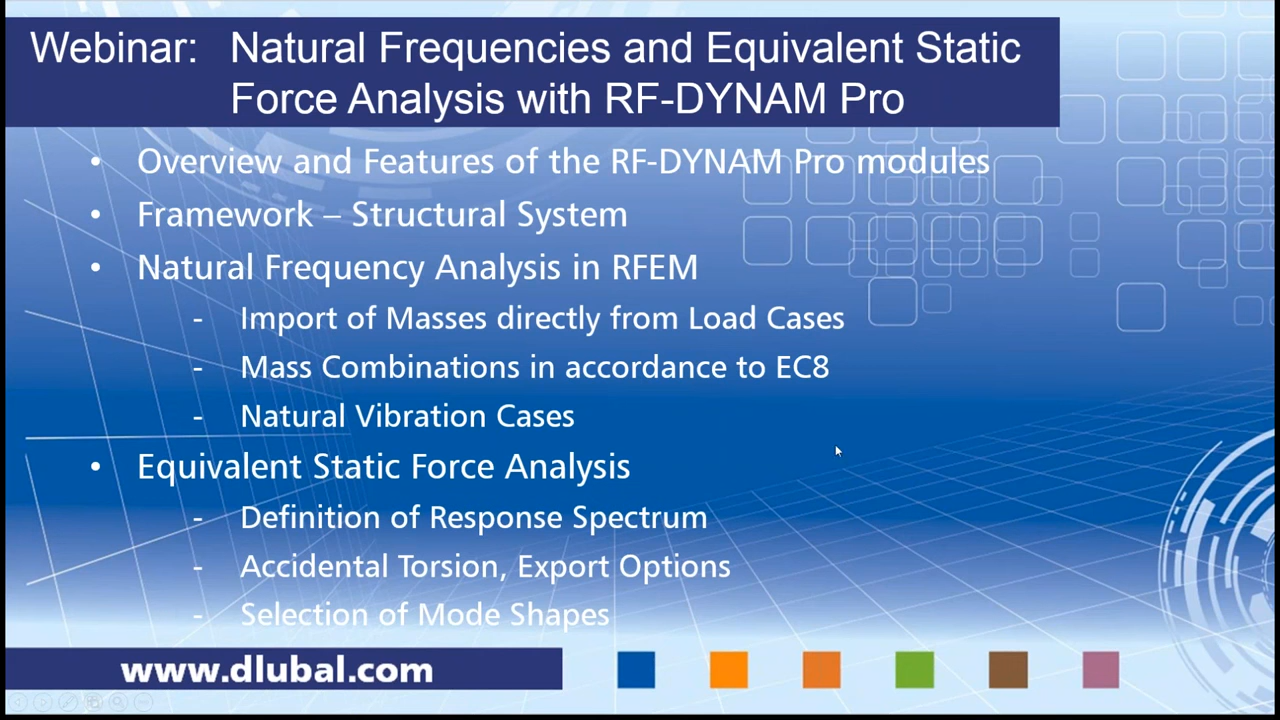 Webinar: Natural Frequencies and Equivalent Static
Force Analysis with RF-DYNAM Pro
• Overview and Features of the RF-DYNAM Pro modules
• Framework – Structural System
• Natural Frequency Analysis in RFEM
- Import of Masses directly from Load Cases
- Mass Combinations in accordance to EC8
- Natural Vibration Cases
• Equivalent Static Force Analysis
- Definition of Response Spectrum
- Accidental Torsion, Export Options
- Selection of Mode Shapes
www.dlubal.com